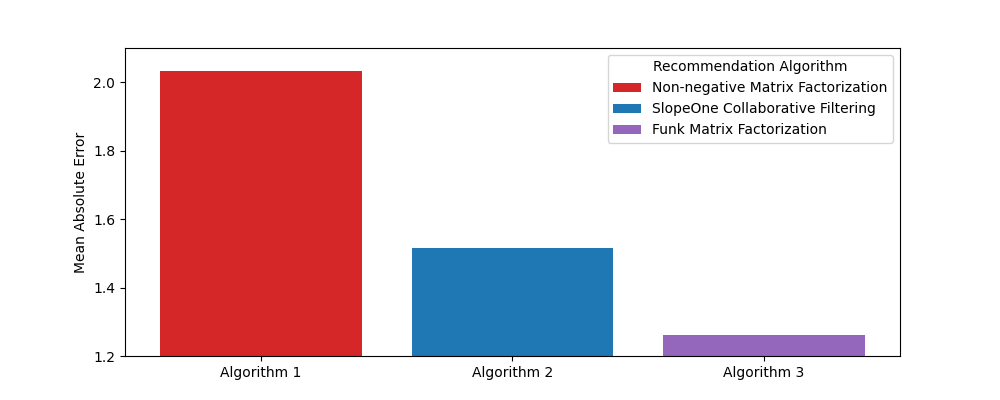 Recommendation Algorithm
Non-negative Matrix Factorization
SlopeOne Collaborative Filtering
Funk Matrix Factorization
Mean Absolute Error
2.0
1.8
1.6
1.4
1.2
Algorithm 1
Algorithm 2
Algorithm 3